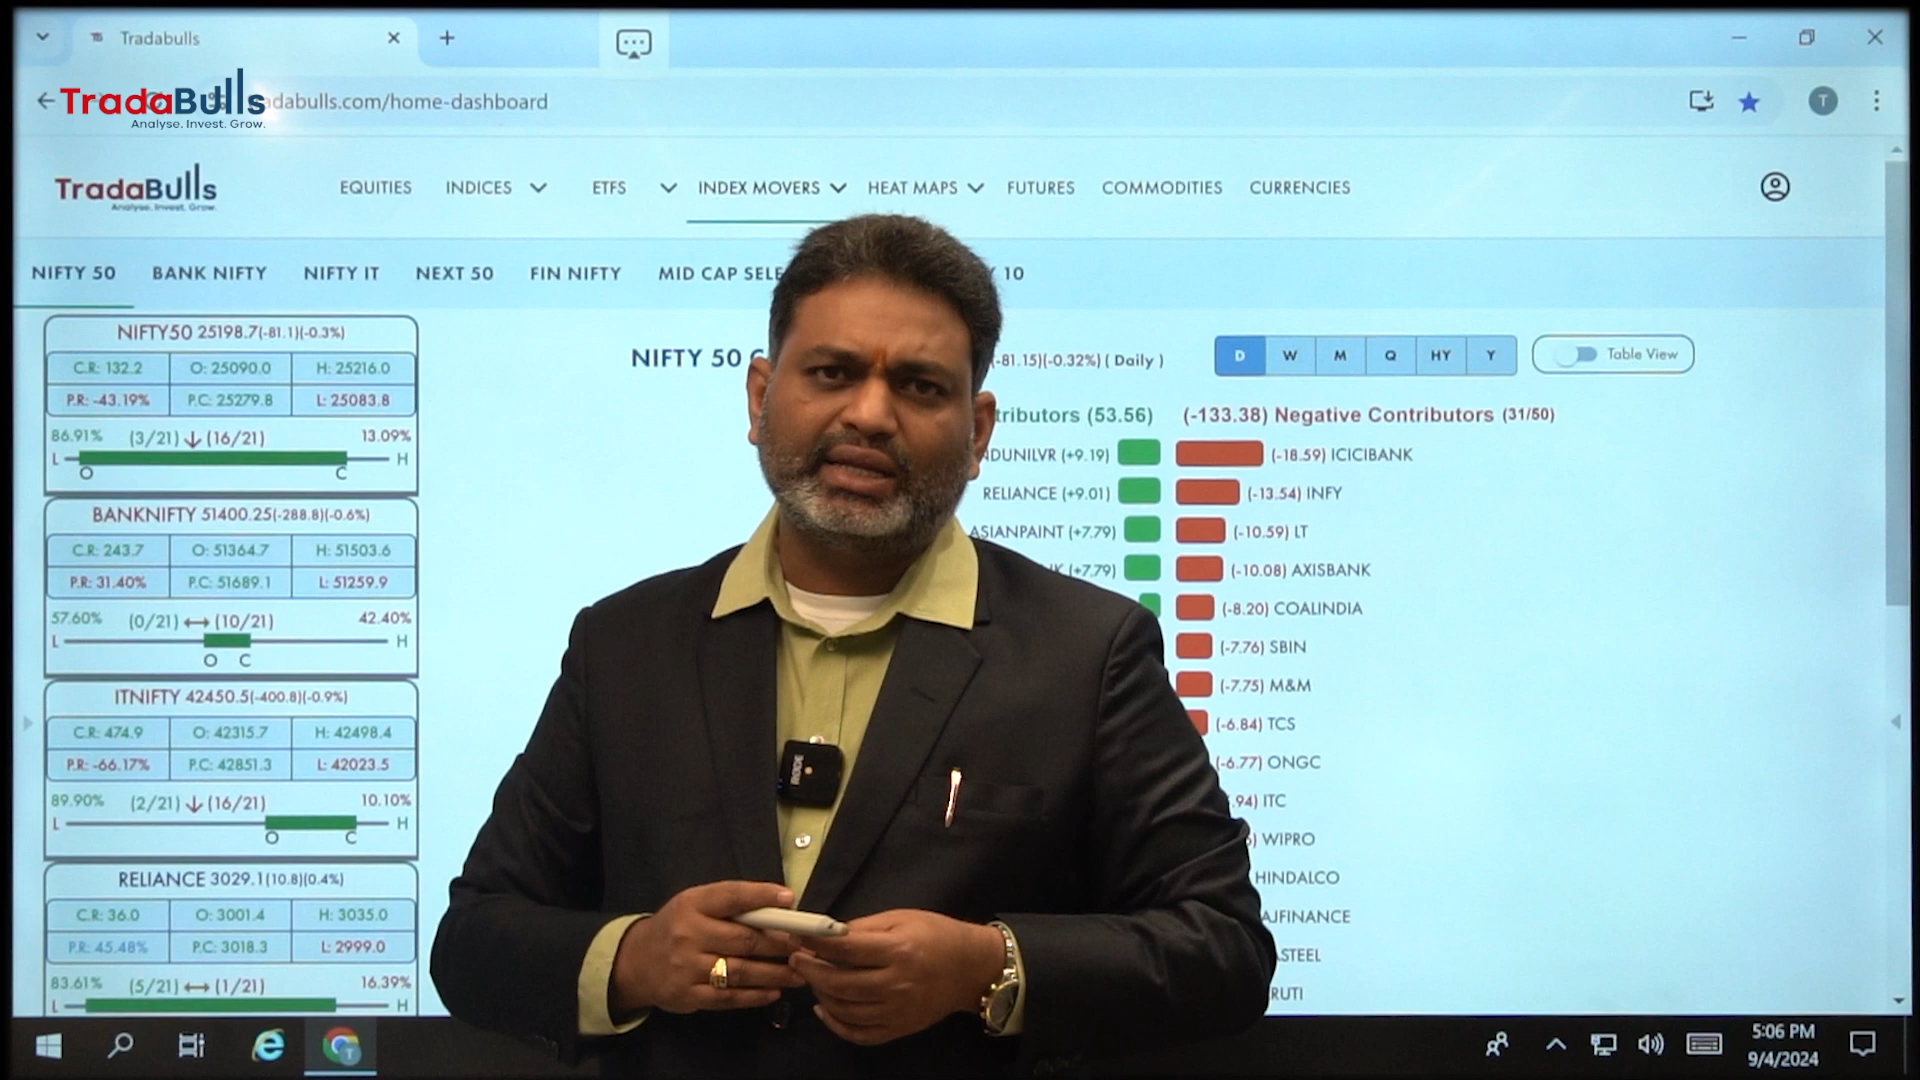 Tradabulls
TradaBulls
Analyse. Invest. Grow.
adabulls.com/home-dashboard
T
TradaBulls
Analyse. Invest. Grow.
EQUITIES INDICES ETFS INDEX MOVERS HEAT MAPS FUTURES COMMODITIES CURRENCIES
NIFTY 50 BANK NIFTY NIFTY IT NEXT 50 FIN NIFTY MID CAP SELE 10
NIFTY50 25198.7(-81.1)(-0.3%)
C.R: 132.2 O: 25090.0 H: 25216.0
P.R: -43.19% P.C: 25279.8 L: 25083.8
86.91% (3/21) ↓ (16/21) 13.09%
L H
O C
BANKNIFTY 51400.25(-288.8)(-0.6%)
C.R: 243.7 O: 51364.7 H: 51503.6
P.R: 31.40% P.C: 51689.1 L: 51259.9
57.60% (0/21) ↔ (10/21) 42.40%
L H
O C
ITNIFTY 42450.5(-400.8)(-0.9%)
C.R: 474.9 O: 42315.7 H: 42498.4
P.R: -66.17% P.C: 42851.3 L: 42023.5
89.90% (2/21) ↓ (16/21) 10.10%
L H
O C
RELIANCE 3029.1(10.8)(0.4%)
C.R: 36.0 O: 3001.4 H: 3035.0
P.R: 45.48% P.C: 3018.3 L: 2999.0
83.61% (5/21) ↔ (1/21) 16.39%
L H
NIFTY 50 (-81.15)(-0.32%) ( Daily )
D W M Q HY Y Table View
tributors (53.56) (-133.38) Negative Contributors (31/50)
NDUNILVR (+9.19) (-18.59) ICICIBANK
RELIANCE (+9.01) (-13.54) INFY
ASIANPAINT (+7.79) (-10.59) LT
K (+7.79) (-10.08) AXISBANK
(-8.20) COALINDIA
(-7.76) SBIN
(-7.75) M&M
(-6.84) TCS
(-6.77) ONGC
.94) ITC
) WIPRO
HINDALCO
AJFINANCE
ASTEEL
RUTI
RODE
5:06 PM
9/4/2024